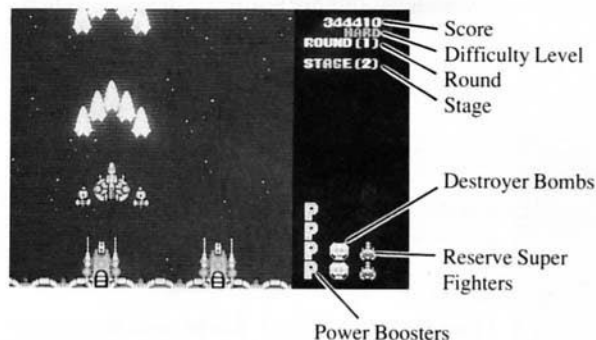 344410
HARD
ROUND(1)
STAGE(2)
Score
Difficulty Level
Round
Stage
Destroyer Bombs
P
P
P
P
Reserve Super
Fighters
Power Boosters